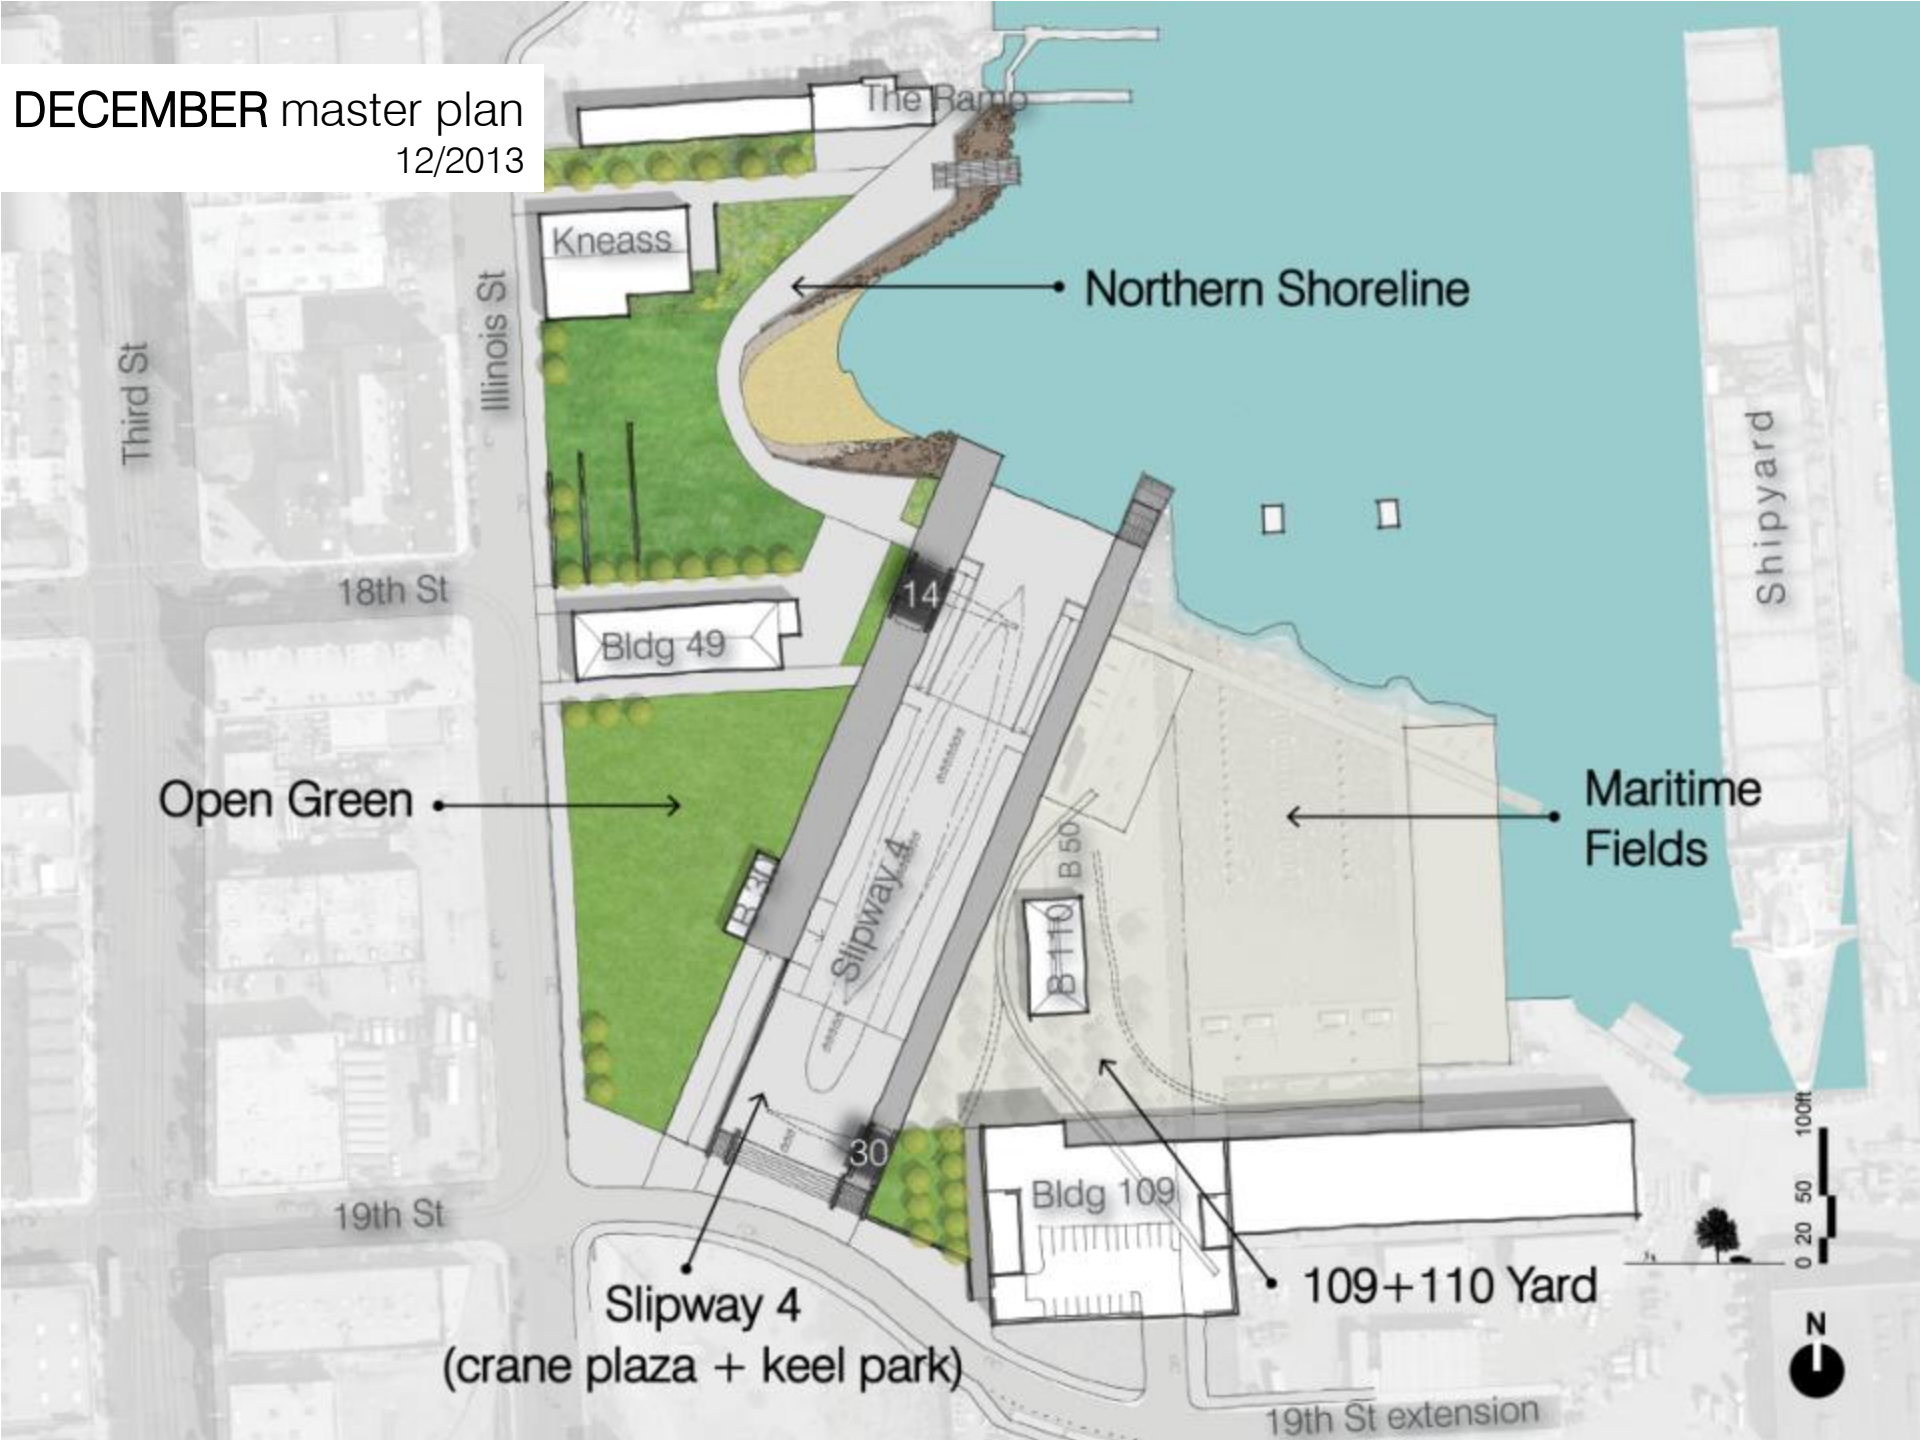 DECEMBER master plan
12/2013
The Ramp
Kneass
Illinois St
Northern Shoreline
Third St
Shipyard
18th St
14
Bldg 49
Open Green
Maritime
Fields
B 30
Slipway 4
B 50
B 110
30
Bldg 109
19th St
Slipway 4
(crane plaza + keel park)
109+110 Yard
19th St extension
100ft
50
20
0
N